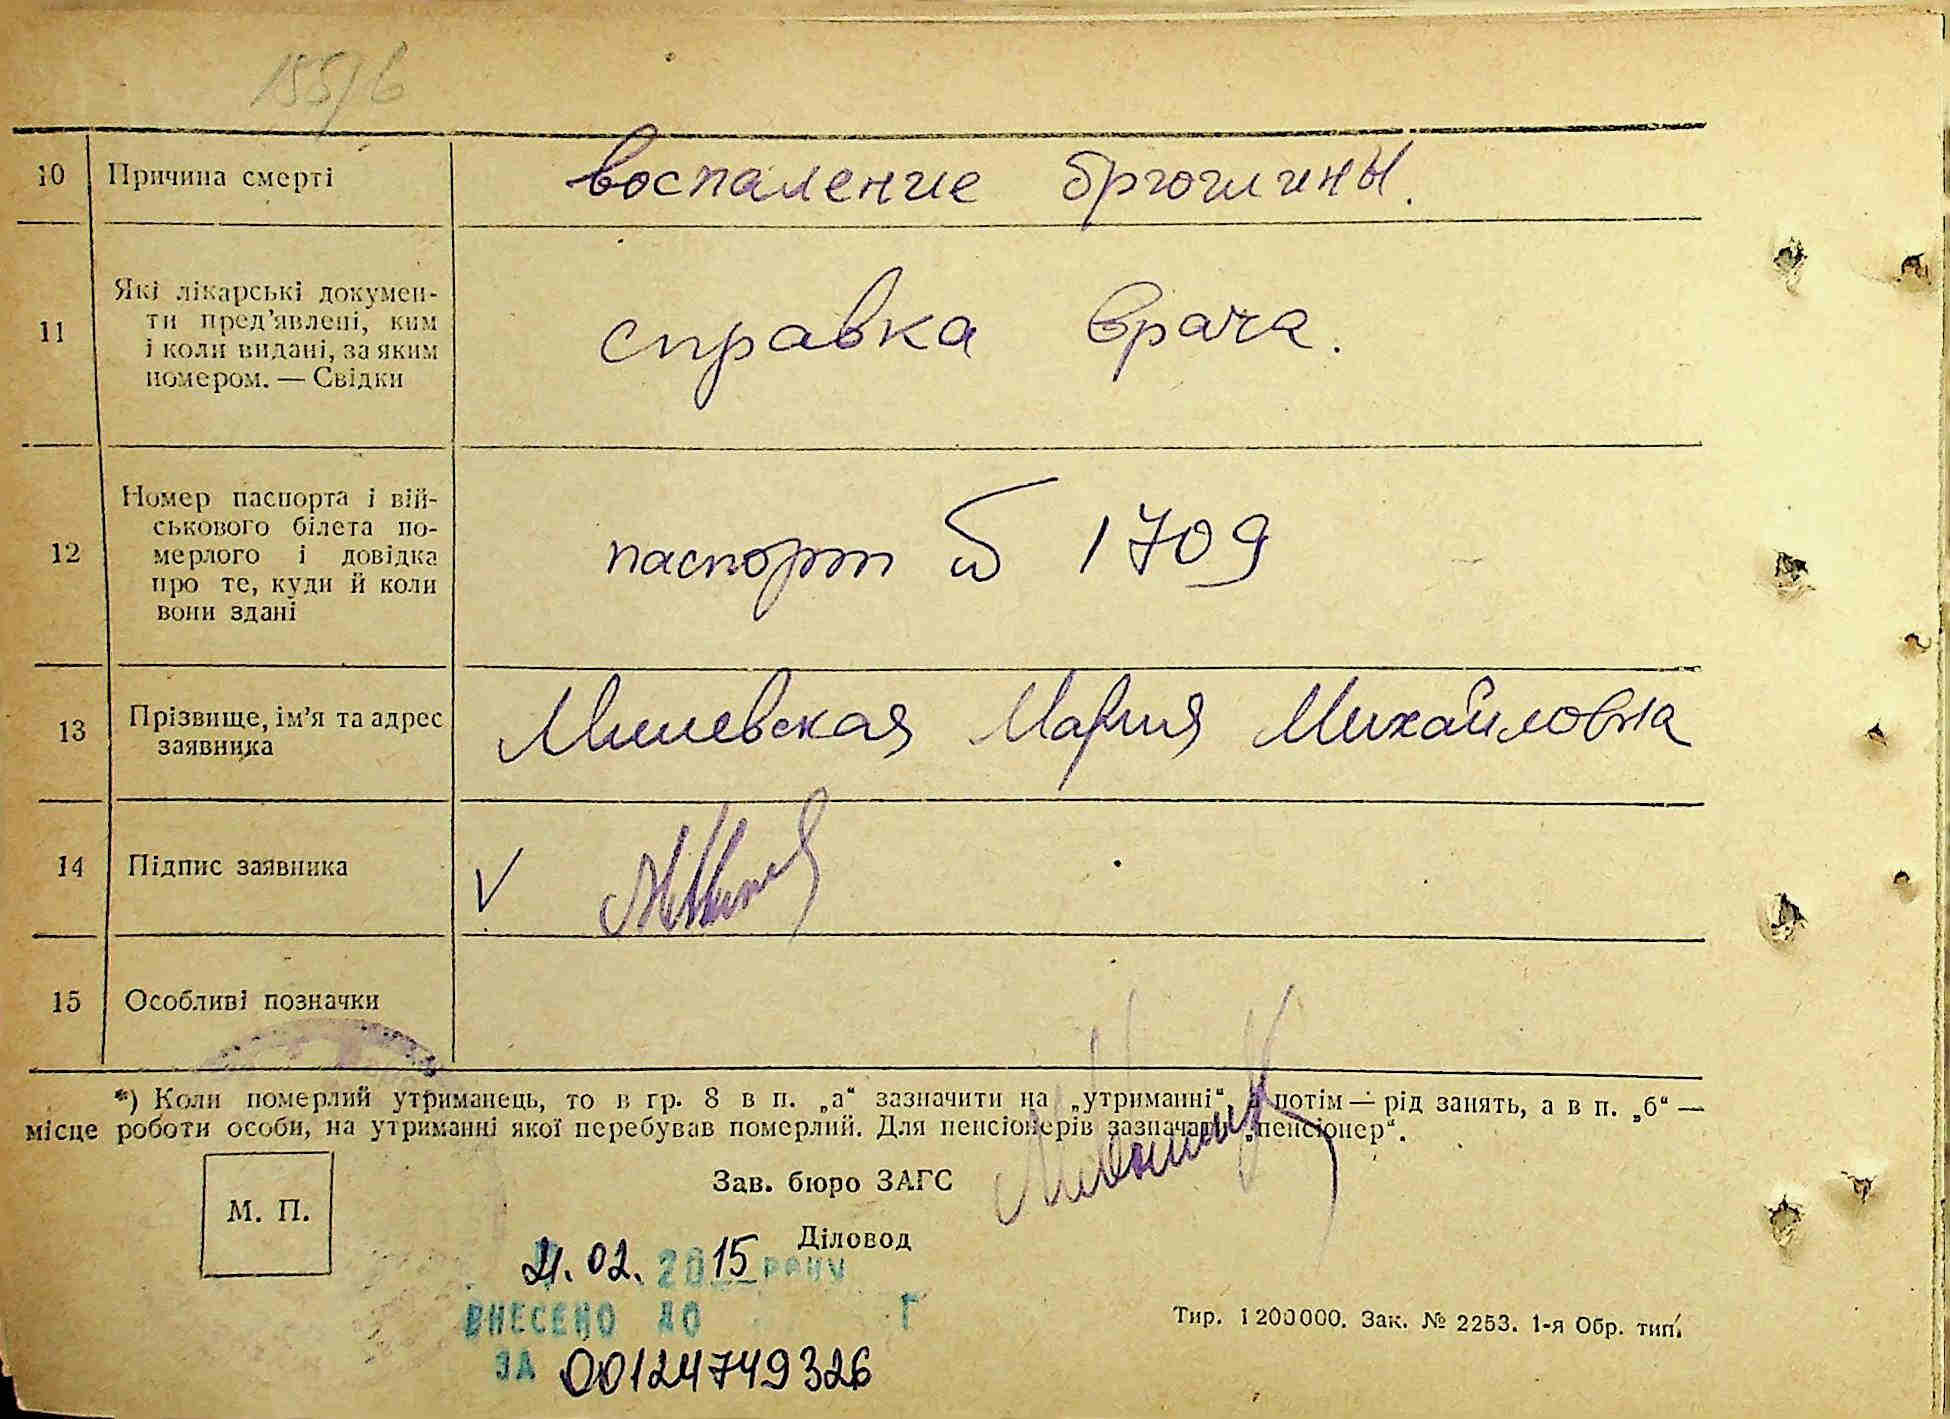 155/6
10 Причина смерті воспаление брюшины.
11 Які лікарські докумен-
ти пред'явлені, ким
і коли видані, за яким
номером. — Свідки
справка врача.
12 Номер паспорта і вій-
ськового білета по-
мерлого і довідка
про те, куди й коли
вони здані
паспорт № 1709
13 Прізвище, ім'я та адрес
заявника
Милевская Мария Михайловна
14 Підпис заявника V
15 Особливі позначки
*) Коли померлий утриманець, то в гр. 8 в п. „а“ зазначити на „утриманні“, а потім — рід занять, а в п. „б“ —
місце роботи особи, на утриманні якої перебував померлий. Для пенсіонерів зазначати „пенсіонер“.
М. П.
Зав. бюро ЗАГС
Діловод
21.02.2015 року
ВНЕСЕНО ДО Г
ЗА 00124749326
Тир. 1200000. Зак. № 2253. 1-я Обр. тип.